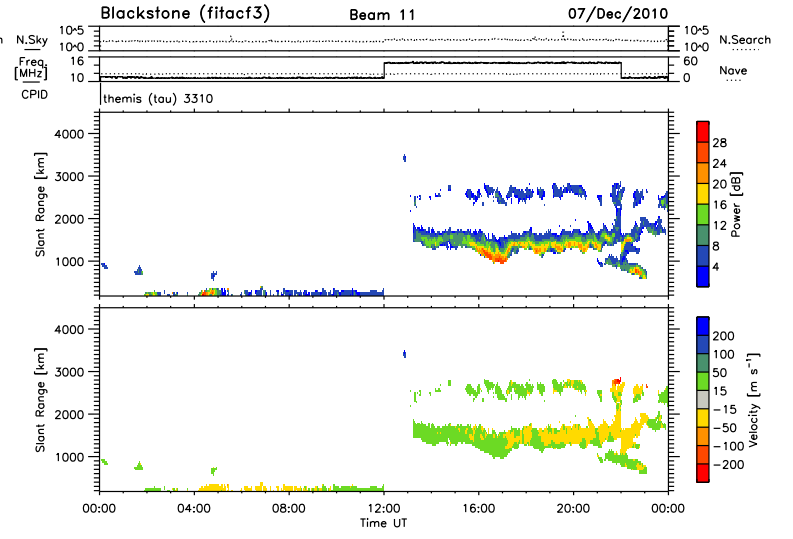 Blackstone (fitacf3) Beam 11 07/Dec/2010
n N.Sky 10^5 10^5 N.Search
10^0 10^0
Freq. 16 60
[MHz] 10 0 Nave
CPID themis (tau) 3310
4000
3000
2000
1000
Slant Range [km]
28
24
20
16
12
8
4
Power [dB]
4000
3000
2000
1000
Slant Range [km]
200
100
50
15
-15
-50
-100
-200
Velocity [m s⁻¹]
00:00 04:00 08:00 12:00 16:00 20:00 00:00
Time UT